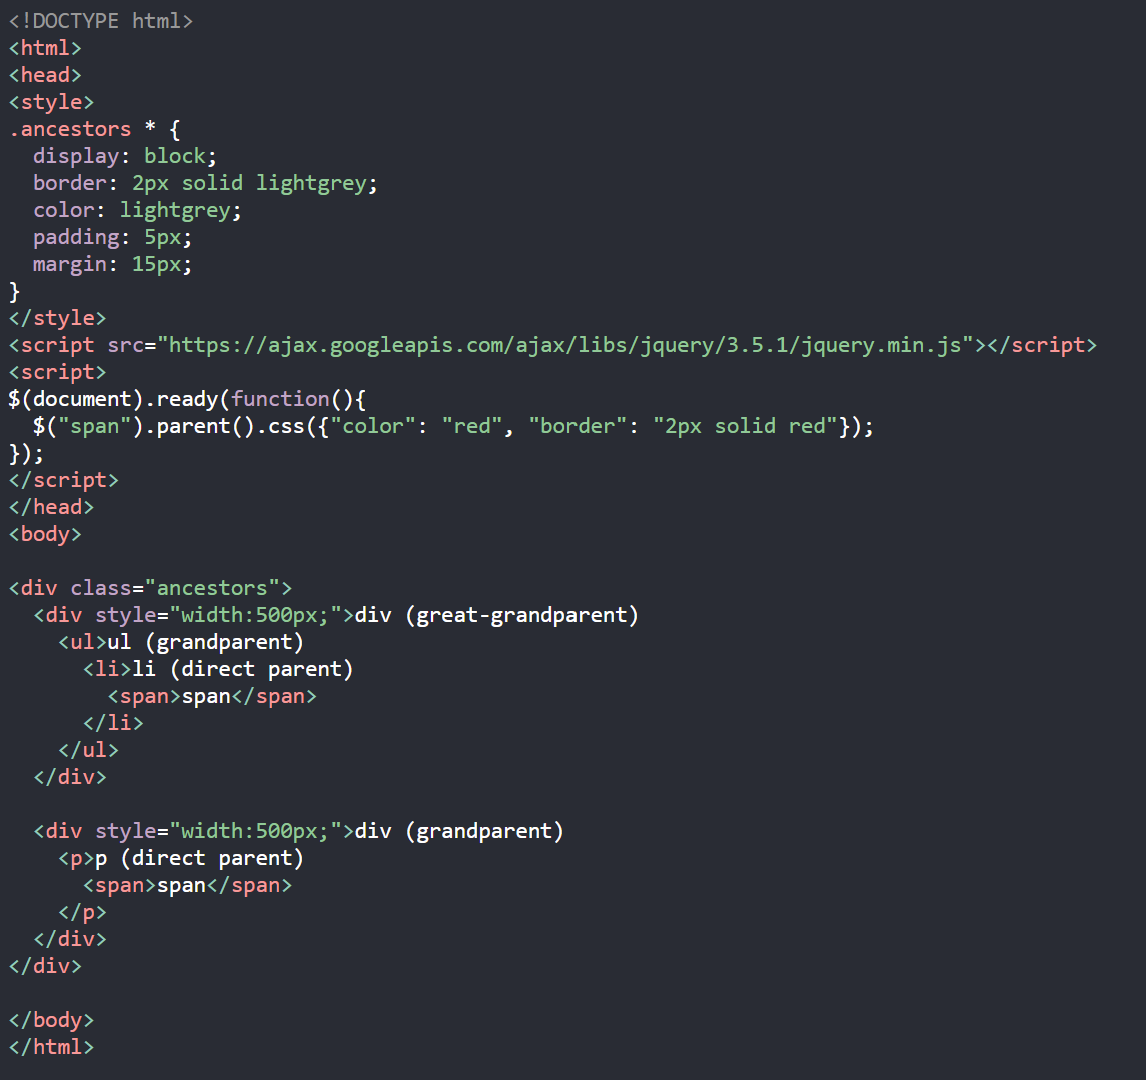 <!DOCTYPE html>
<html>
<head>
<style>
.ancestors * {
  display: block;
  border: 2px solid lightgrey;
  color: lightgrey;
  padding: 5px;
  margin: 15px;
}
</style>
<script src="https://ajax.googleapis.com/ajax/libs/jquery/3.5.1/jquery.min.js"></script>
<script>
$(document).ready(function(){
  $("span").parent().css({"color": "red", "border": "2px solid red"});
});
</script>
</head>
<body>

<div class="ancestors">
  <div style="width:500px;">div (great-grandparent)
    <ul>ul (grandparent)
      <li>li (direct parent)
        <span>span</span>
      </li>
    </ul>
  </div>

  <div style="width:500px;">div (grandparent)
    <p>p (direct parent)
      <span>span</span>
    </p>
  </div>
</div>

</body>
</html>